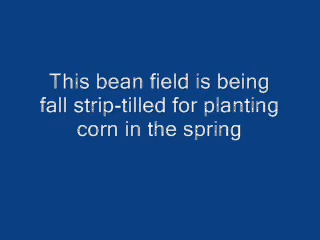 This bean field is being
fall strip-tilled for planting
corn in the spring